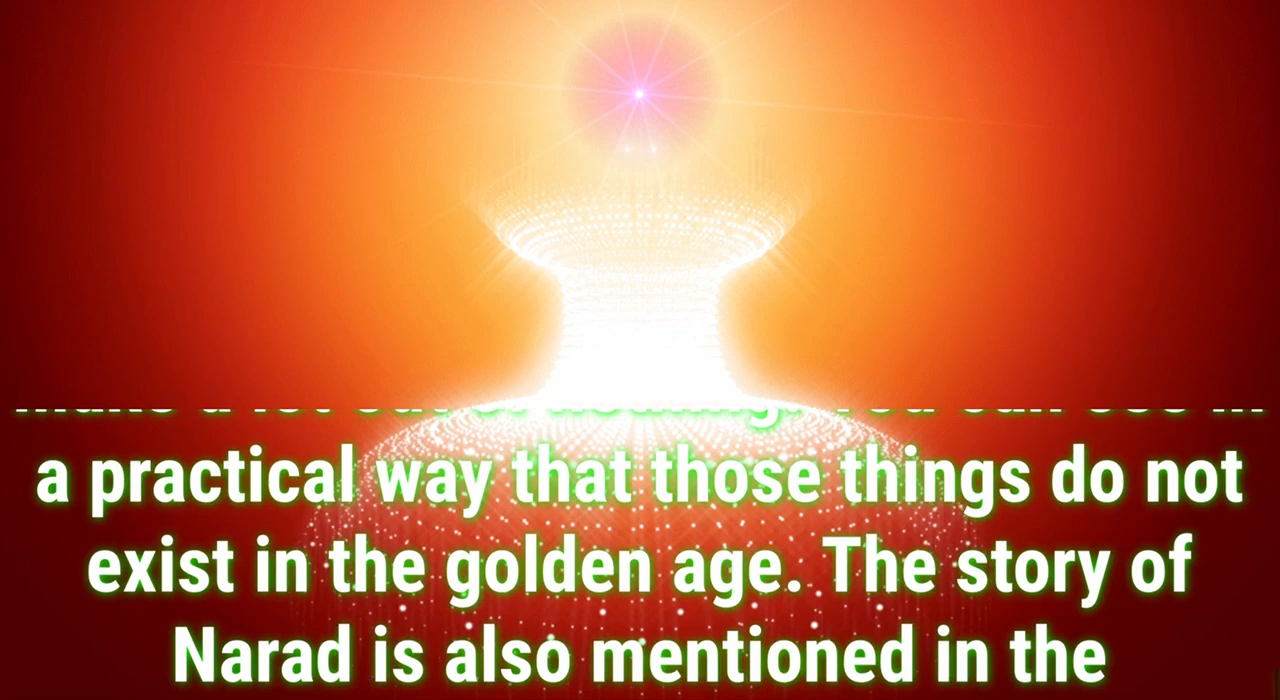 a practical way that those things do not
exist in the golden age. The story of
Narad is also mentioned in the